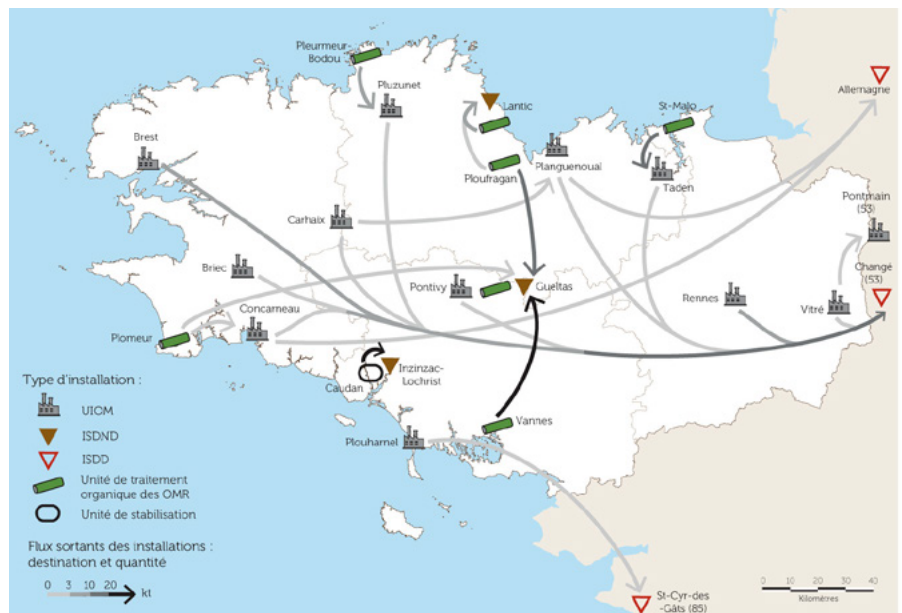 Pleurmeur-
Bodou
Pluzunet
Lantic
St-Malo
Allemagne
Brest
Ploufragan
Planguenoual
Taden
Pontmain
(53)
Carhaix
Briec
Pontivy
Gueltas
Changé
(53)
Rennes
Vitré
Concarneau
Plomeur
Inzinzac-
Lochrist
Caudan
Vannes
Plouharnel
St-Cyr-des
-Gâts (85)
Type d'installation :
UIOM
ISDND
ISDD
Unité de traitement
organique des OMR
Unité de stabilisation
Flux sortants des installations :
destination et quantité
0 3 10 20 kt
0 10 20 30 40
Kilomètres